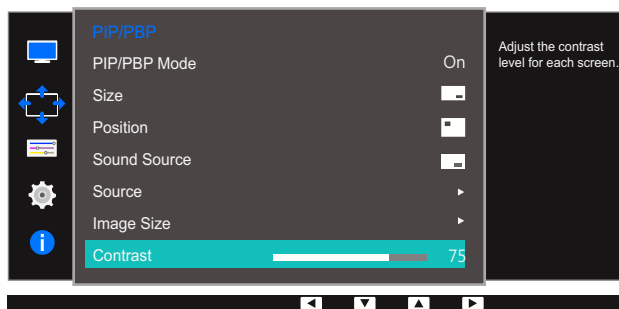 PIP/PBP
PIP/PBP Mode On
Size
Position
Sound Source
Source
Image Size
Contrast 75
Adjust the contrast
level for each screen.